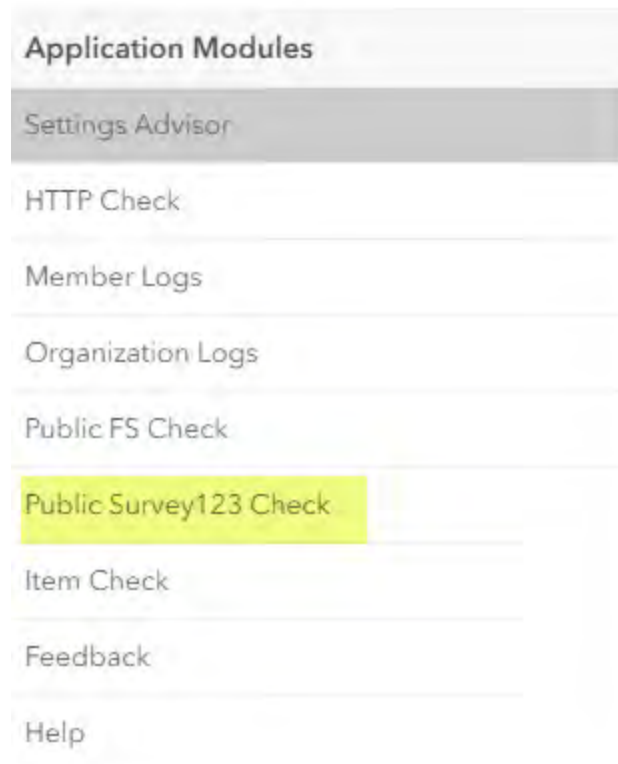 Application Modules
Settings Advisor
HTTP Check
Member Logs
Organization Logs
Public FS Check
Public Survey123 Check
Item Check
Feedback
Help